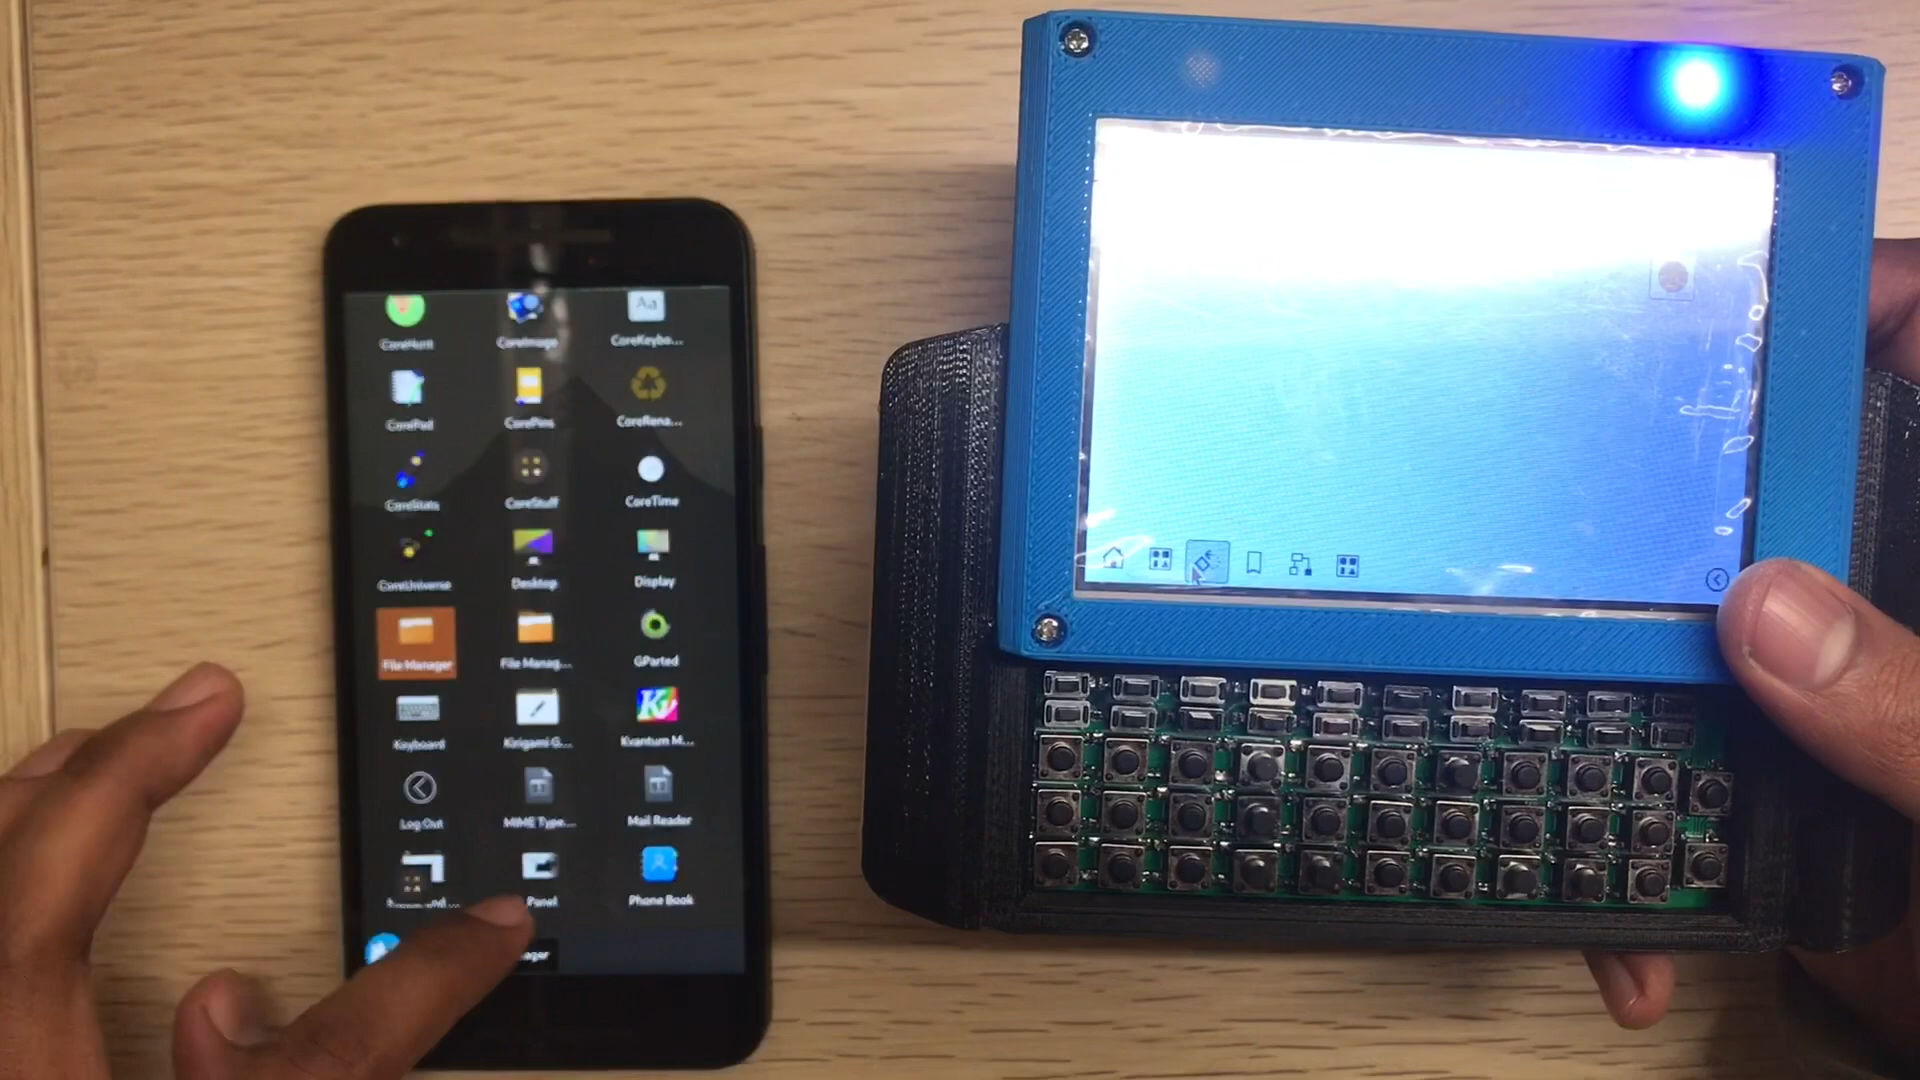 CoreHunt CoreImage CoreKeybo...
Aa
CorePad CorePins CoreRena...
CoreStats CoreStuff CoreTime
CoreUniverse Desktop Display
File Manager File Manag... GParted
Keyboard Kirigami G... Kvantum M...
Log Out MIME Type... Mail Reader
Panel Phone Book